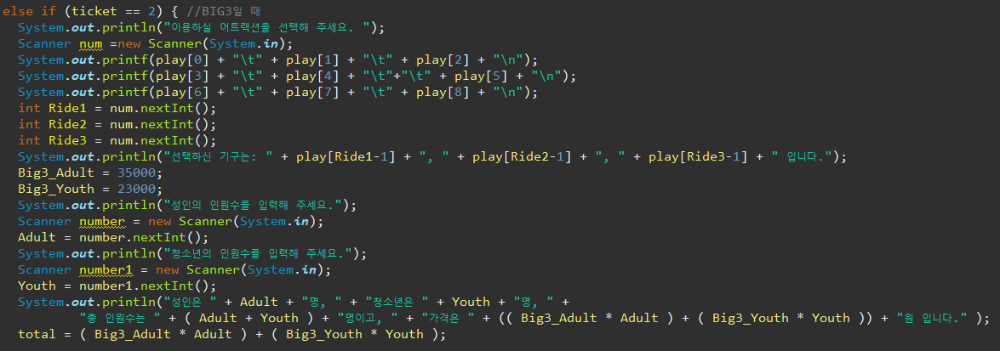 else if (ticket == 2) { //BIG3일 때
System.out.println("이용하실 어트랙션을 선택해 주세요. ");
Scanner num =new Scanner(System.in);
System.out.printf(play[0] + "\t" + play[1] + "\t" + play[2] + "\n");
System.out.printf(play[3] + "\t" + play[4] + "\t"+"\t" + play[5] + "\n");
System.out.printf(play[6] + "\t" + play[7] + "\t" + play[8] + "\n");
int Ride1 = num.nextInt();
int Ride2 = num.nextInt();
int Ride3 = num.nextInt();
System.out.println("선택하신 기구는: " + play[Ride1-1] + ", " + play[Ride2-1] + ", " + play[Ride3-1] + " 입니다.");
Big3_Adult = 35000;
Big3_Youth = 23000;
System.out.println("성인의 인원수를 입력해 주세요.");
Scanner number = new Scanner(System.in);
Adult = number.nextInt();
System.out.println("청소년의 인원수를 입력해 주세요.");
Scanner number1 = new Scanner(System.in);
Youth = number1.nextInt();
System.out.println("성인은 " + Adult + "명, " + "청소년은 " + Youth + "명, " +
"총 인원수는 " + ( Adult + Youth ) + "명이고, " + "가격은 " + (( Big3_Adult * Adult ) + ( Big3_Youth * Youth )) + "원 입니다." );
total = ( Big3_Adult * Adult ) + ( Big3_Youth * Youth );